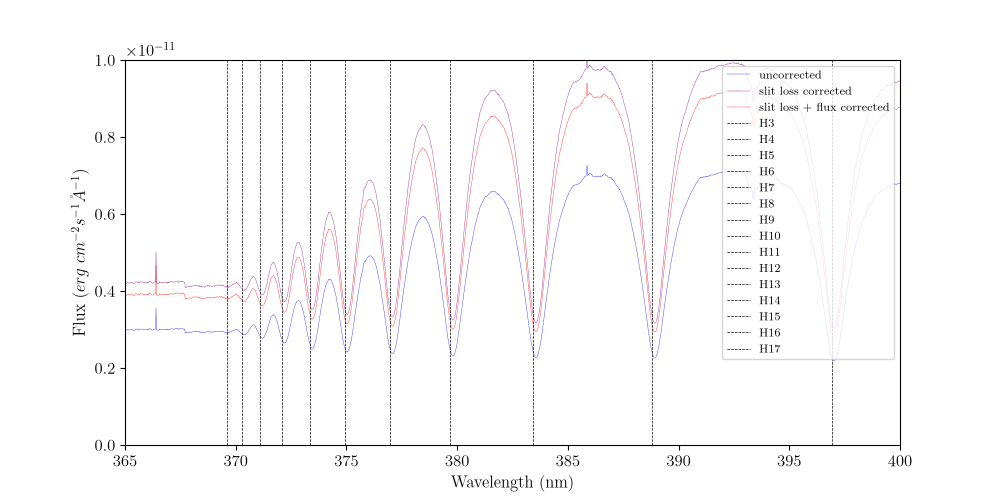 ×10⁻¹¹
1.0
0.8
0.6
0.4
0.2
0.0
Flux (erg cm⁻²s⁻¹Å⁻¹)
365
370
375
380
385
390
395
400
Wavelength (nm)
uncorrected
slit loss corrected
slit loss + flux corrected
H3
H4
H5
H6
H7
H8
H9
H10
H11
H12
H13
H14
H15
H16
H17